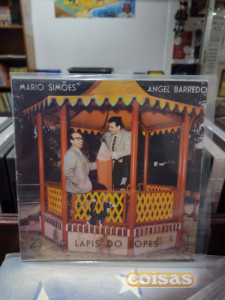 MARIO SIMÕES
ANGEL BARREDO
LAPIS DO LOPES
coisas